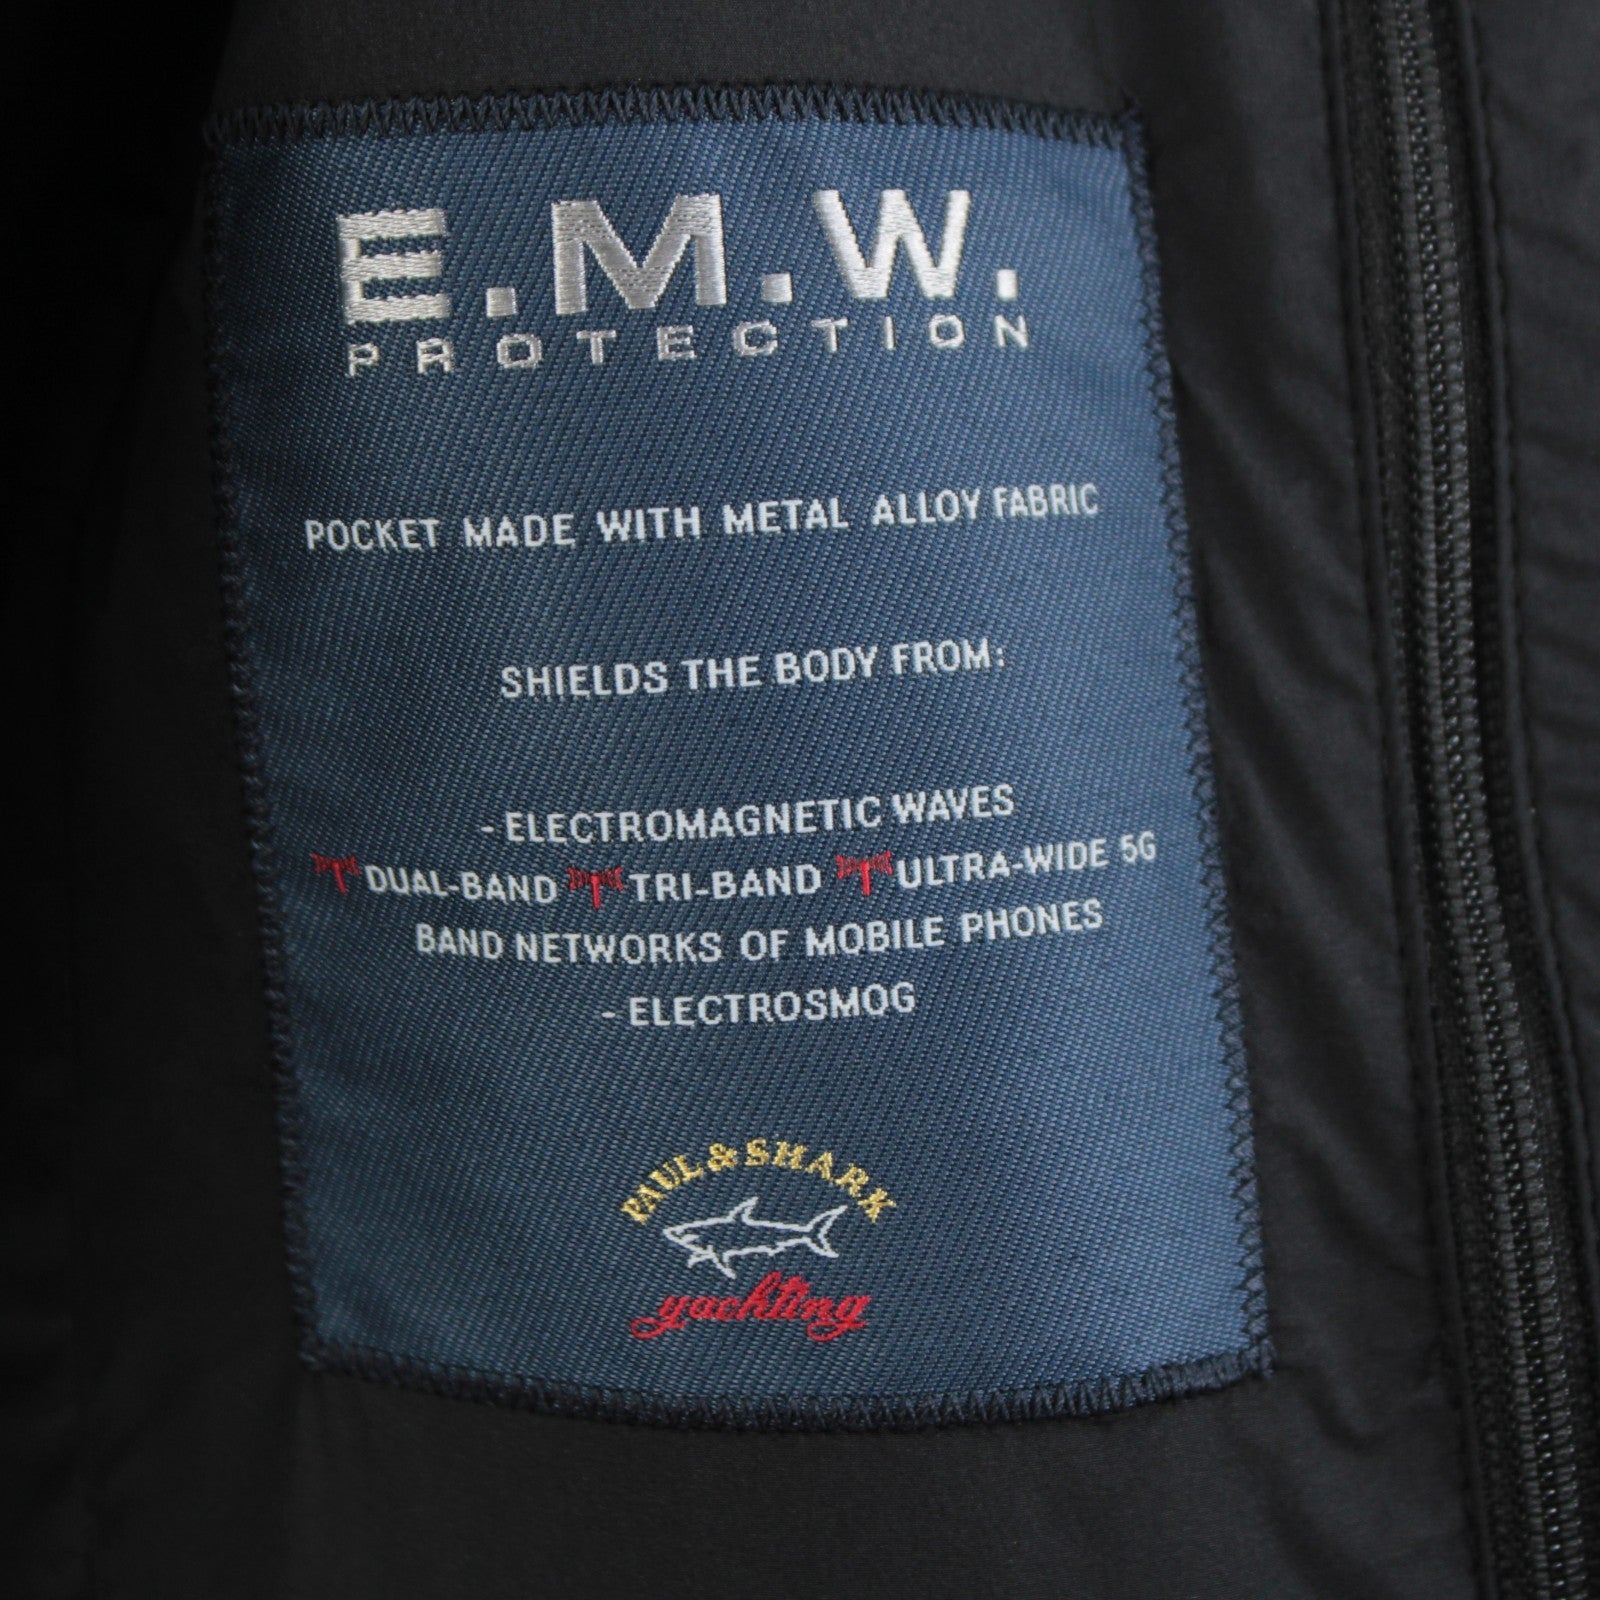 E.M.W.
PROTECTION
POCKET MADE WITH METAL ALLOY FABRIC
SHIELDS THE BODY FROM:
- ELECTROMAGNETIC WAVES
DUAL-BAND TRI-BAND ULTRA-WIDE 5G
BAND NETWORKS OF MOBILE PHONES
- ELECTROSMOG
PAUL & SHARK
yachting